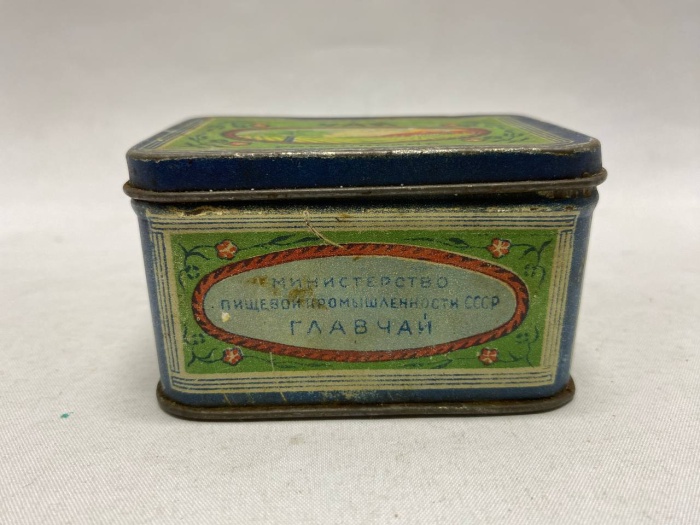 МИНИСТЕРСТВО
ПИЩЕВОЙ ПРОМЫШЛЕННОСТИ СССР
ГЛАВЧАЙ